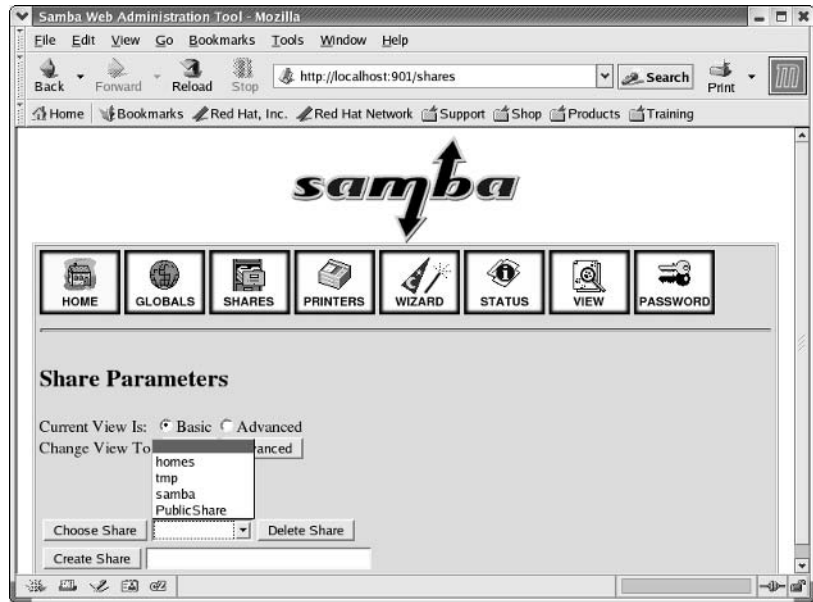 Samba Web Administration Tool - Mozilla
File Edit View Go Bookmarks Tools Window Help
Back Forward Reload Stop http://localhost:901/shares Search Print
Home Bookmarks Red Hat, Inc. Red Hat Network Support Shop Products Training
samba
HOME GLOBALS SHARES PRINTERS WIZARD STATUS VIEW PASSWORD
Share Parameters
Current View Is: Basic Advanced
Change View To
homes
tmp
samba
PublicShare
Choose Share Delete Share
Create Share